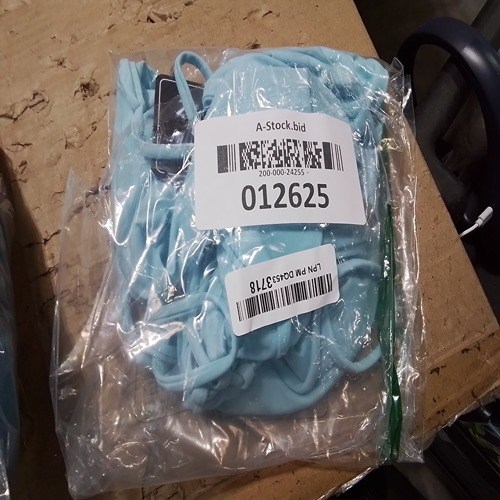 A-Stock.bid
200-000-24255 -
012625
LPN PM DQ4533718